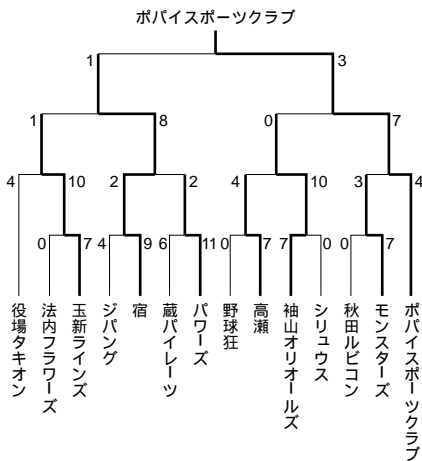 ポパイスポーツクラブ
1 3
1 8 0 7
4 10 2 2 4 10 3 4
0 7 4 9 6 11 0 7 7 0 0 7
役場タキオン
法内フラワーズ
玉新ラインズ
ジパング
宿
蔵パイレーツ
パワーズ
野球狂
高瀬
袖山オリオールズ
シリュウス
秋田ルビコン
モンスターズ
ポパイスポーツクラブ